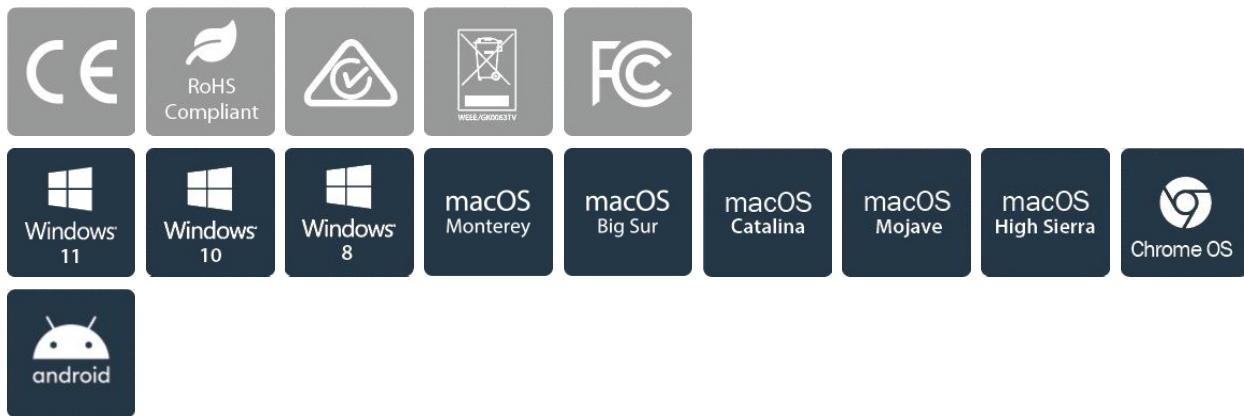 CE
RoHS
Compliant
WEEE/GK0083TV
FC
Windows
11
Windows
10
Windows
8
macOS
Monterey
macOS
Big Sur
macOS
Catalina
macOS
Mojave
macOS
High Sierra
Chrome OS
android